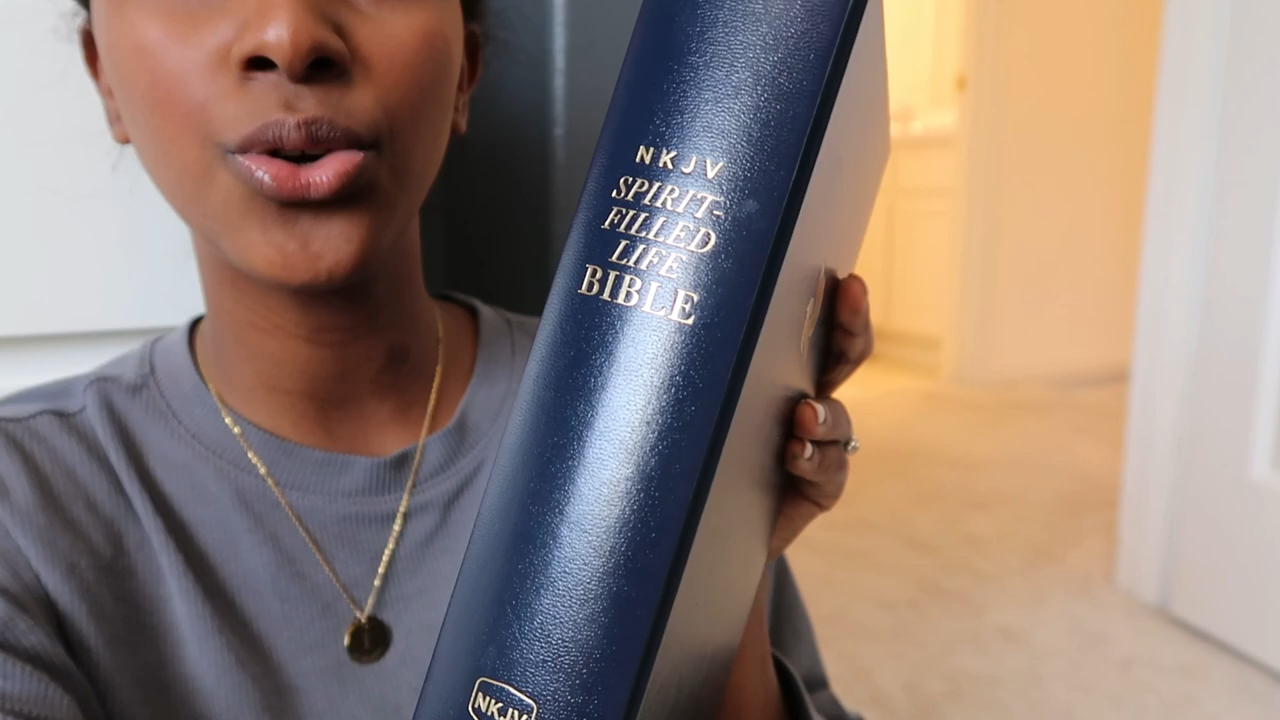 NKJV
SPIRIT-
FILLED
LIFE
BIBLE
NKJV